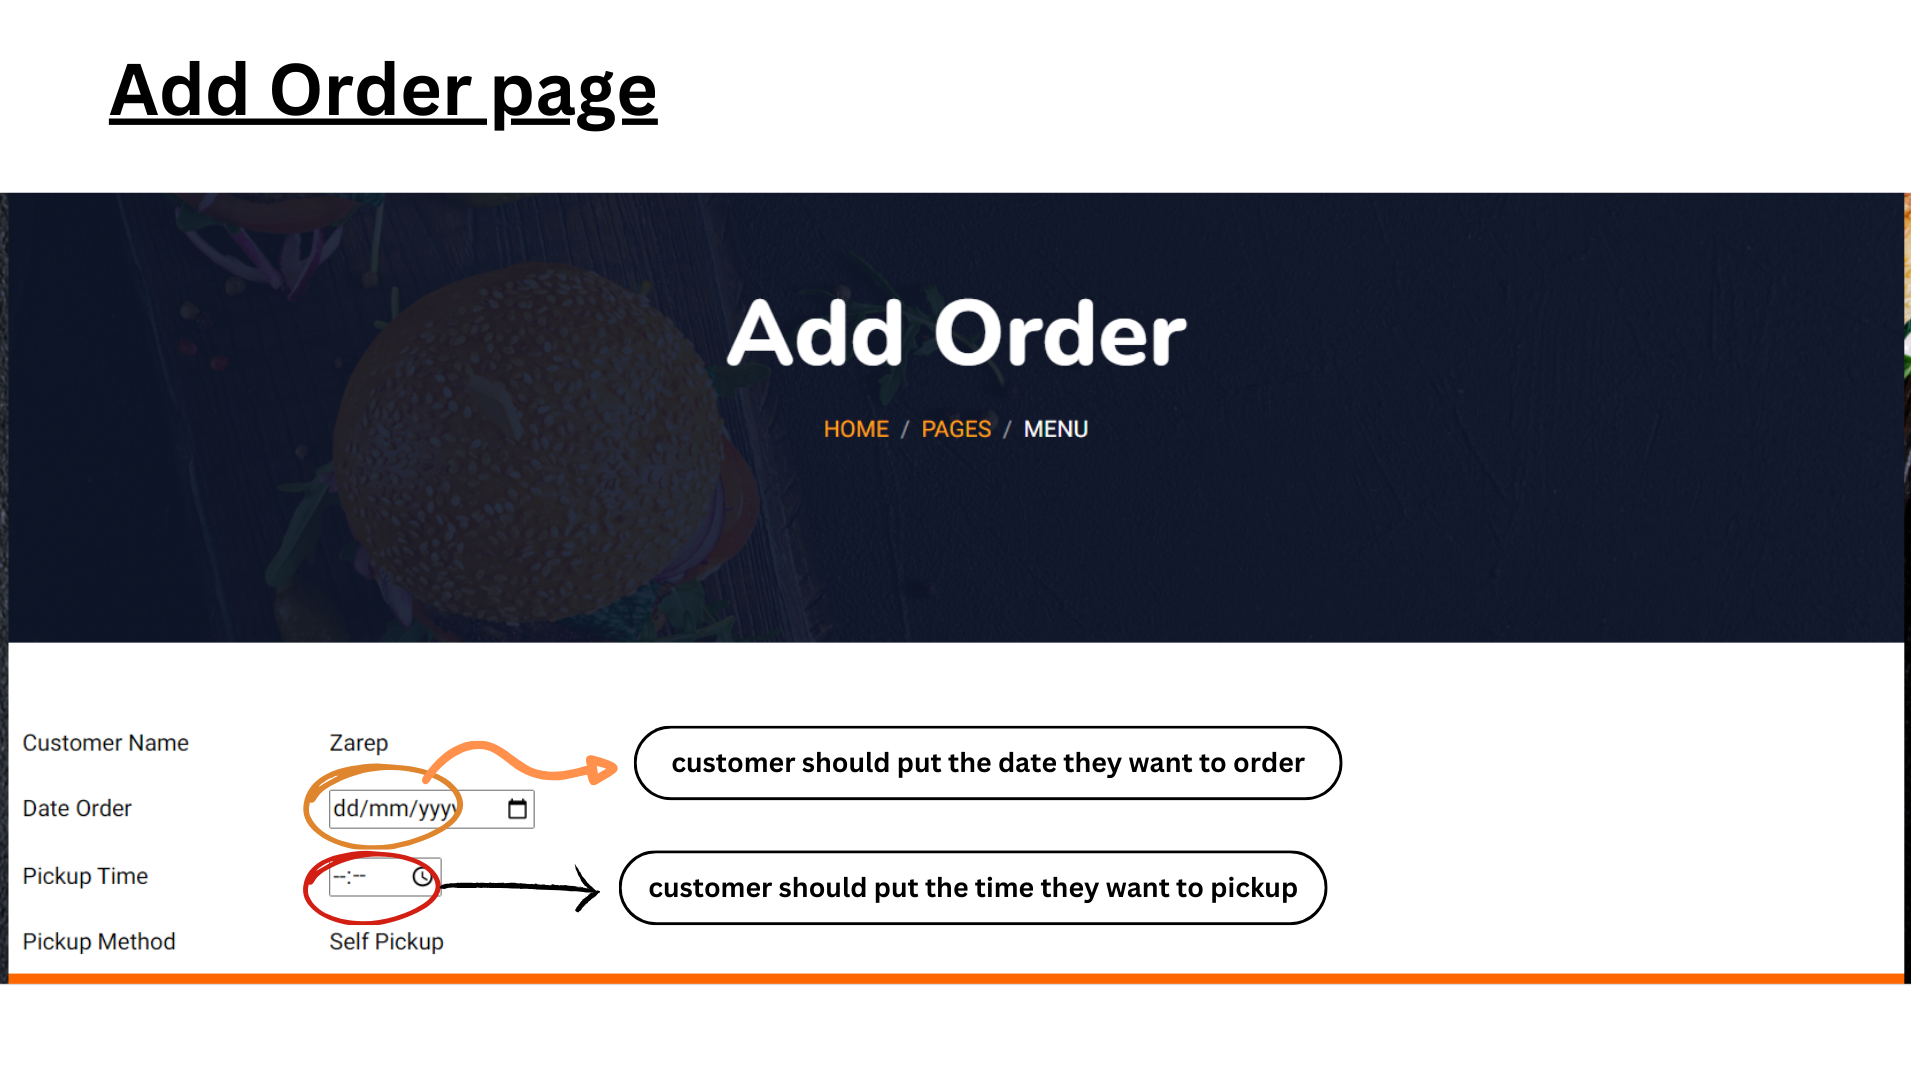 Add Order page
Add Order
HOME / PAGES / MENU
Customer Name Zarep
customer should put the date they want to order
Date Order dd/mm/yyyy
Pickup Time --:--
customer should put the time they want to pickup
Pickup Method Self Pickup